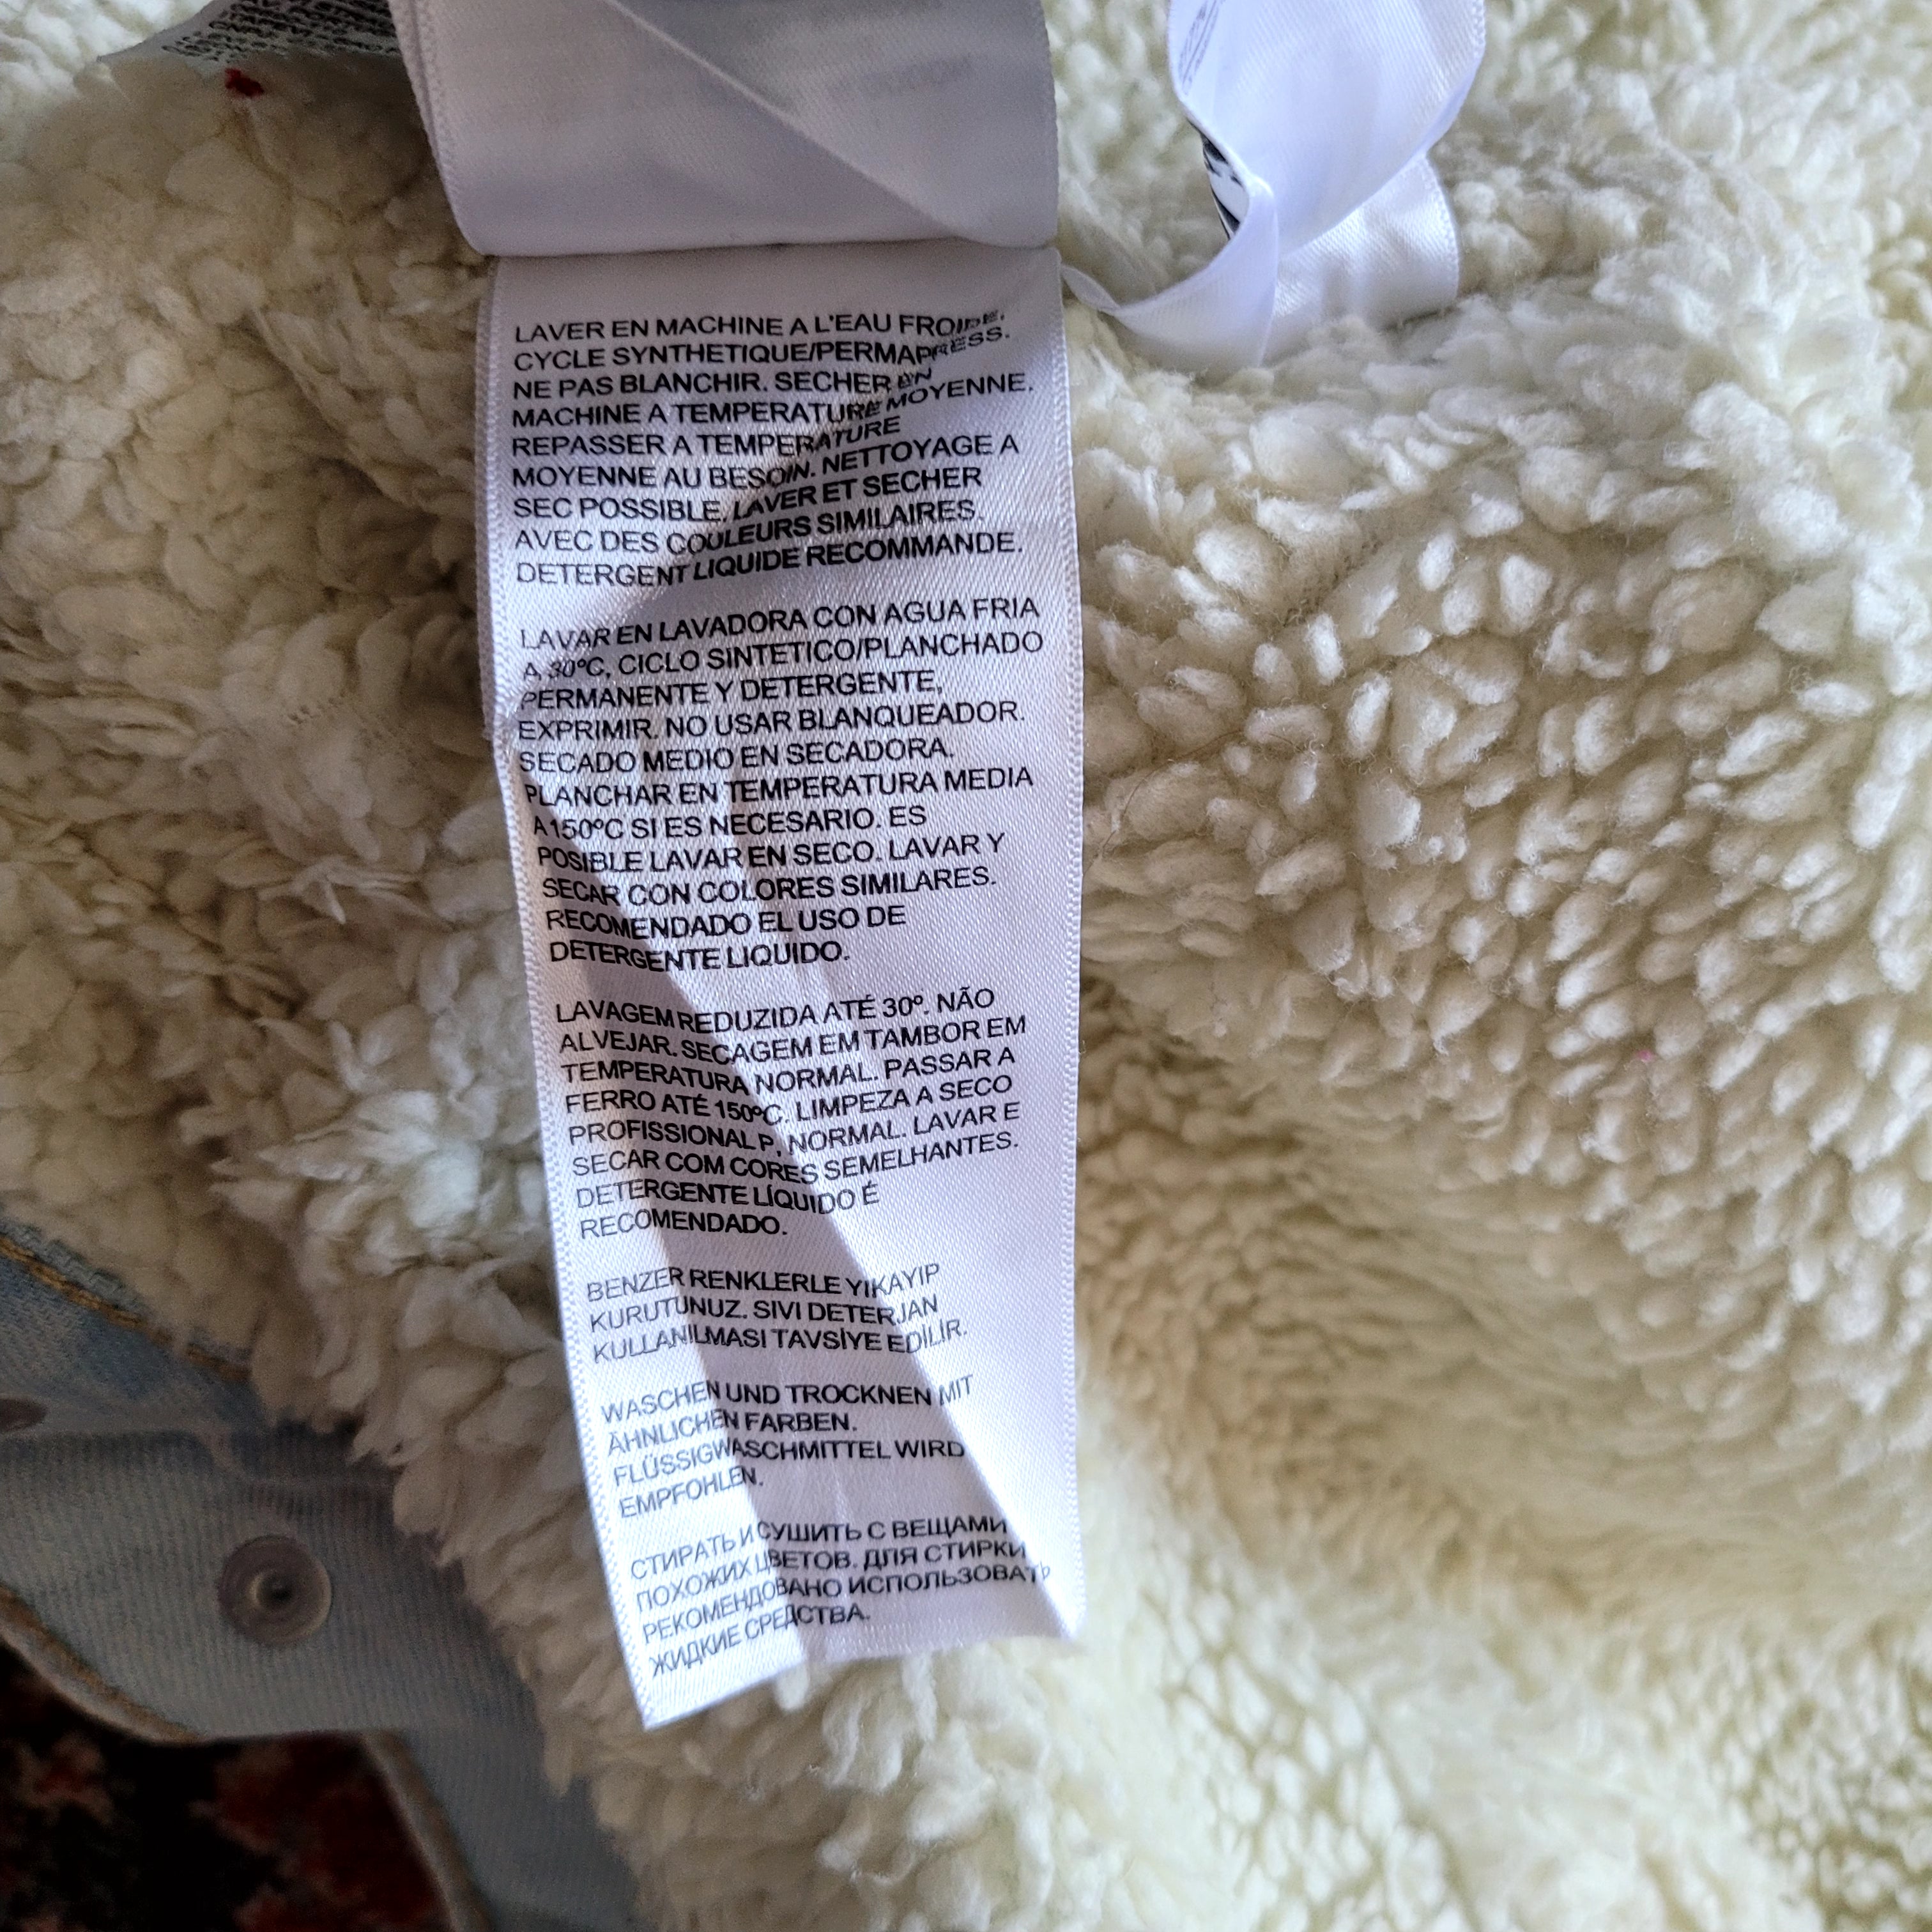 LAVER EN MACHINE A L'EAU FROIDE.
CYCLE SYNTHETIQUE/PERMAPRESS.
NE PAS BLANCHIR. SECHER EN
MACHINE A TEMPERATURE MOYENNE.
REPASSER A TEMPERATURE
MOYENNE AU BESOIN. NETTOYAGE A
SEC POSSIBLE. LAVER ET SECHER
AVEC DES COULEURS SIMILAIRES.
DETERGENT LIQUIDE RECOMMANDE.
LAVAR EN LAVADORA CON AGUA FRIA
A 30ºC, CICLO SINTETICO/PLANCHADO
PERMANENTE Y DETERGENTE,
EXPRIMIR. NO USAR BLANQUEADOR.
SECADO MEDIO EN SECADORA.
PLANCHAR EN TEMPERATURA MEDIA
A 150ºC SI ES NECESARIO. ES
POSIBLE LAVAR EN SECO. LAVAR Y
SECAR CON COLORES SIMILARES.
RECOMENDADO EL USO DE
DETERGENTE LIQUIDO.
LAVAGEM REDUZIDA ATÉ 30º. NÃO
ALVEJAR. SECAGEM EM TAMBOR EM
TEMPERATURA NORMAL. PASSAR A
FERRO ATÉ 150ºC. LIMPEZA A SECO
PROFISSIONAL P, NORMAL. LAVAR E
SECAR COM CORES SEMELHANTES.
DETERGENTE LÍQUIDO É
RECOMENDADO.
BENZER RENKLERLE YIKAYIP
KURUTUNUZ. SIVI DETERJAN
KULLANILMASI TAVSİYE EDİLİR.
WASCHEN UND TROCKNEN MIT
ÄHNLICHEN FARBEN.
FLÜSSIGWASCHMITTEL WIRD
EMPFOHLEN.
СТИРАТЬ И СУШИТЬ С ВЕЩАМИ
ПОХОЖИХ ЦВЕТОВ. ДЛЯ СТИРКИ
РЕКОМЕНДОВАНО ИСПОЛЬЗОВАТЬ
ЖИДКИЕ СРЕДСТВА.